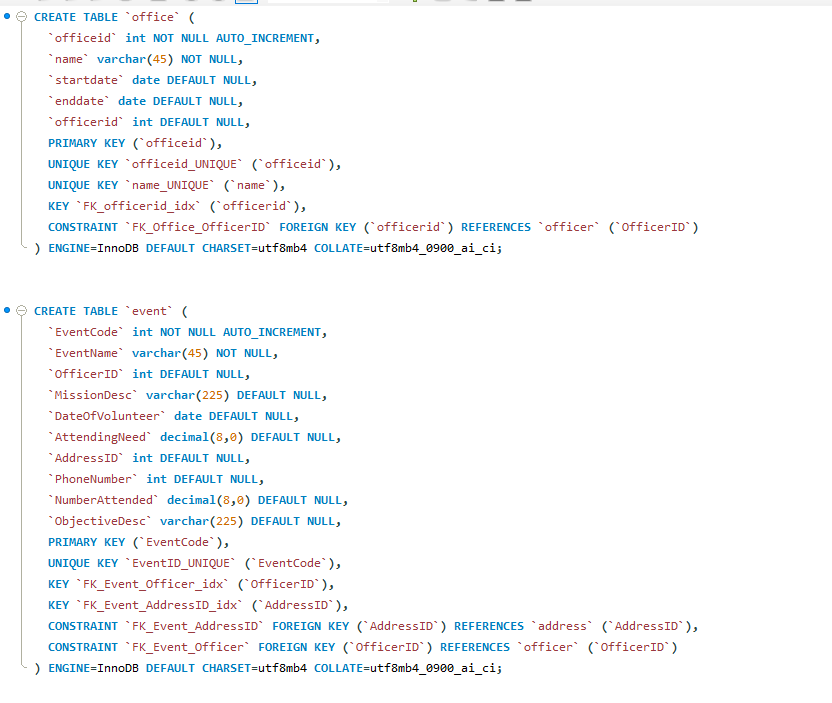 CREATE TABLE `office` (
`officeid` int NOT NULL AUTO_INCREMENT,
`name` varchar(45) NOT NULL,
`startdate` date DEFAULT NULL,
`enddate` date DEFAULT NULL,
`officerid` int DEFAULT NULL,
PRIMARY KEY (`officeid`),
UNIQUE KEY `officeid_UNIQUE` (`officeid`),
UNIQUE KEY `name_UNIQUE` (`name`),
KEY `FK_officerid_idx` (`officerid`),
CONSTRAINT `FK_Office_OfficerID` FOREIGN KEY (`officerid`) REFERENCES `officer` (`OfficerID`)
) ENGINE=InnoDB DEFAULT CHARSET=utf8mb4 COLLATE=utf8mb4_0900_ai_ci;
CREATE TABLE `event` (
`EventCode` int NOT NULL AUTO_INCREMENT,
`EventName` varchar(45) NOT NULL,
`OfficerID` int DEFAULT NULL,
`MissionDesc` varchar(225) DEFAULT NULL,
`DateOfVolunteer` date DEFAULT NULL,
`AttendingNeed` decimal(8,0) DEFAULT NULL,
`AddressID` int DEFAULT NULL,
`PhoneNumber` int DEFAULT NULL,
`NumberAttended` decimal(8,0) DEFAULT NULL,
`ObjectiveDesc` varchar(225) DEFAULT NULL,
PRIMARY KEY (`EventCode`),
UNIQUE KEY `EventID_UNIQUE` (`EventCode`),
KEY `FK_Event_Officer_idx` (`OfficerID`),
KEY `FK_Event_AddressID_idx` (`AddressID`),
CONSTRAINT `FK_Event_AddressID` FOREIGN KEY (`AddressID`) REFERENCES `address` (`AddressID`),
CONSTRAINT `FK_Event_Officer` FOREIGN KEY (`OfficerID`) REFERENCES `officer` (`OfficerID`)
) ENGINE=InnoDB DEFAULT CHARSET=utf8mb4 COLLATE=utf8mb4_0900_ai_ci;